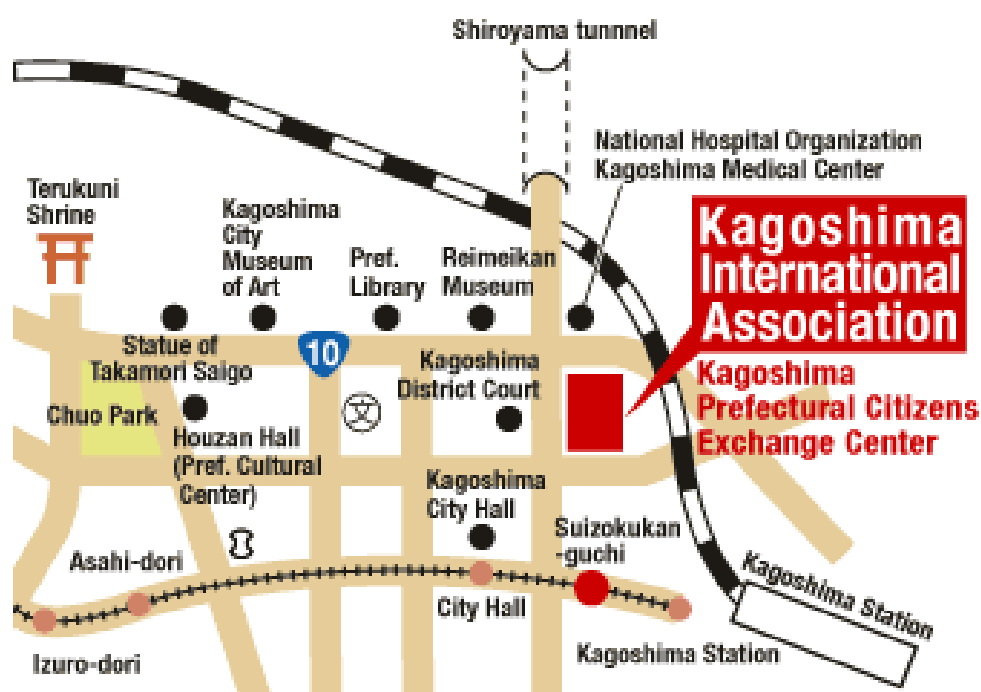 Shiroyama tunnnel
National Hospital Organization
Kagoshima Medical Center
Terukuni
Shrine
Kagoshima
City
Museum
of Art
Pref.
Library
Reimeikan
Museum
Kagoshima
International
Association
Statue of
Takamori Saigo
10
Kagoshima
District Court
Kagoshima
Prefectural Citizens
Exchange Center
Chuo Park
文
Houzan Hall
(Pref. Cultural
Center)
Kagoshima
City Hall
Suizokukan
-guchi
Asahi-dori
City Hall
Kagoshima Station
Izuro-dori
Kagoshima Station